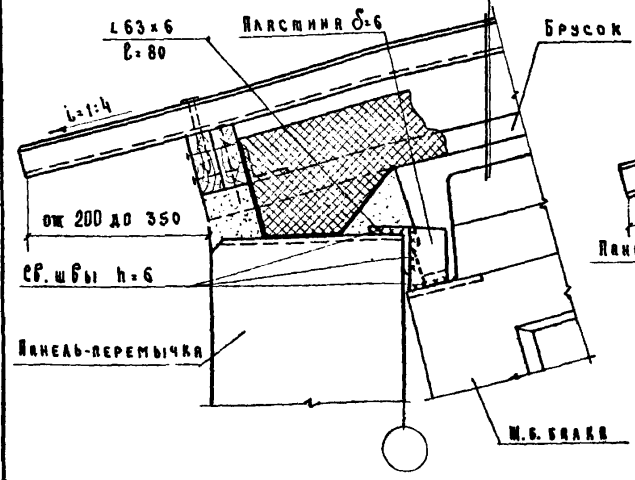 ∟63×6
ℓ=80
Пластина δ=6
Брусок
i=1:4
от 200 до 350
Св. швы h=6
Панель-перемычка
Ж.б. балка